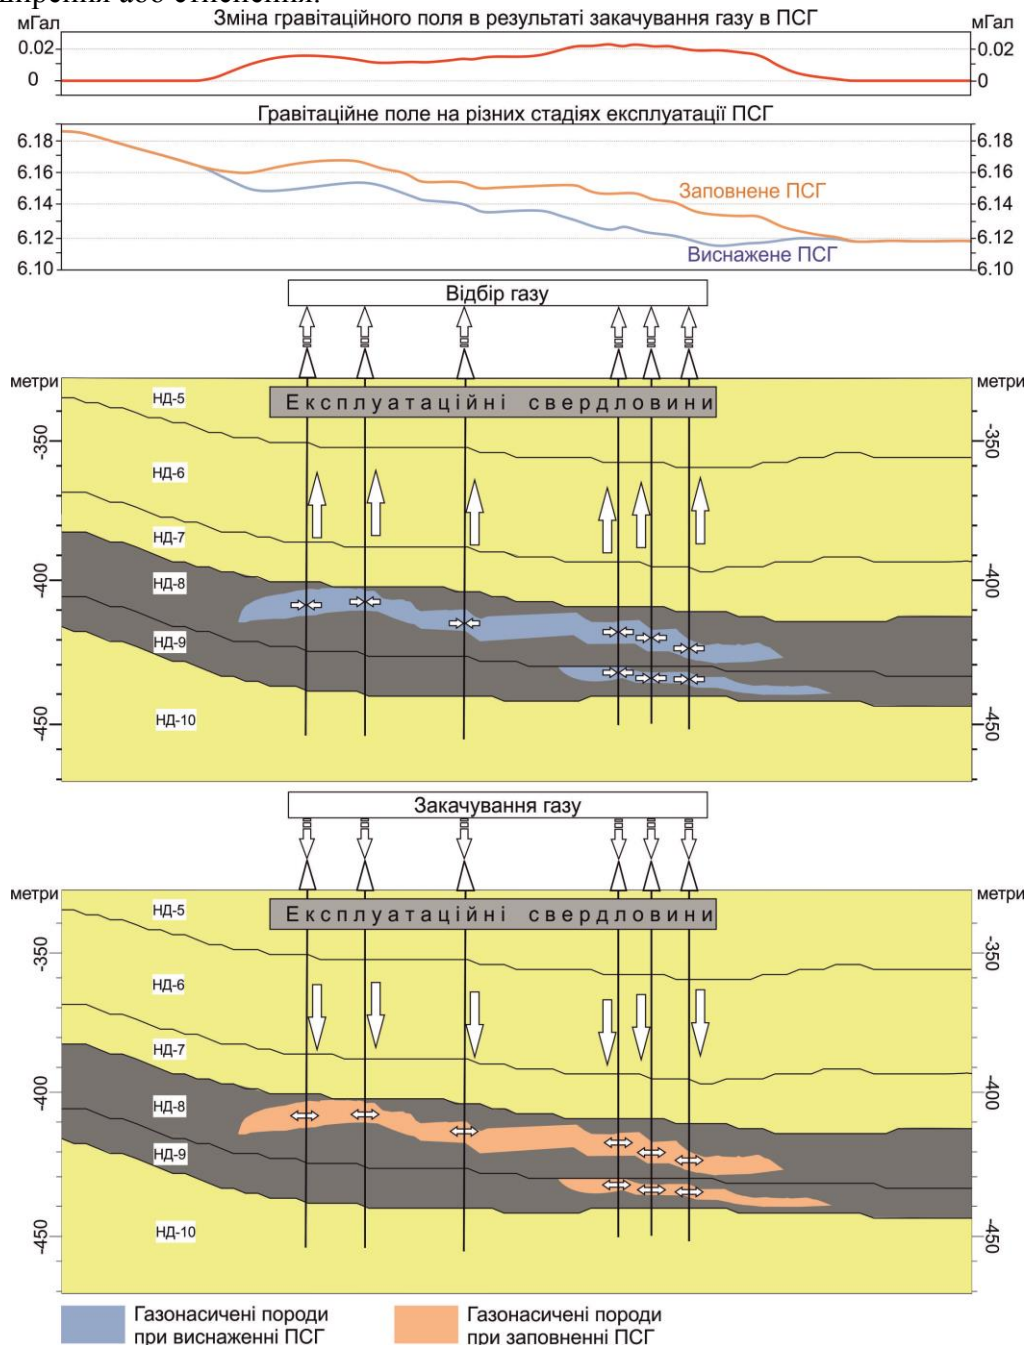 ширення або стиснення.
Зміна гравітаційного поля в результаті закачування газу в ПСГ
мГал
мГал
0.02
0.02
0
0
Гравітаційне поле на різних стадіях експлуатації ПСГ
6.18
6.18
6.16
6.16
6.14
6.14
6.12
6.12
6.10
6.10
Заповнене ПСГ
Виснажене ПСГ
Відбір газу
метри
метри
Експлуатаційні свердловини
НД-5
НД-6
НД-7
НД-8
НД-9
НД-10
-350
-350
-400
-400
-450
-450
Закачування газу
метри
метри
Експлуатаційні свердловини
НД-5
НД-6
НД-7
НД-8
НД-9
НД-10
-350
-350
-400
-400
-450
-450
Газонасичені породи
при виснаженні ПСГ
Газонасичені породи
при заповненні ПСГ